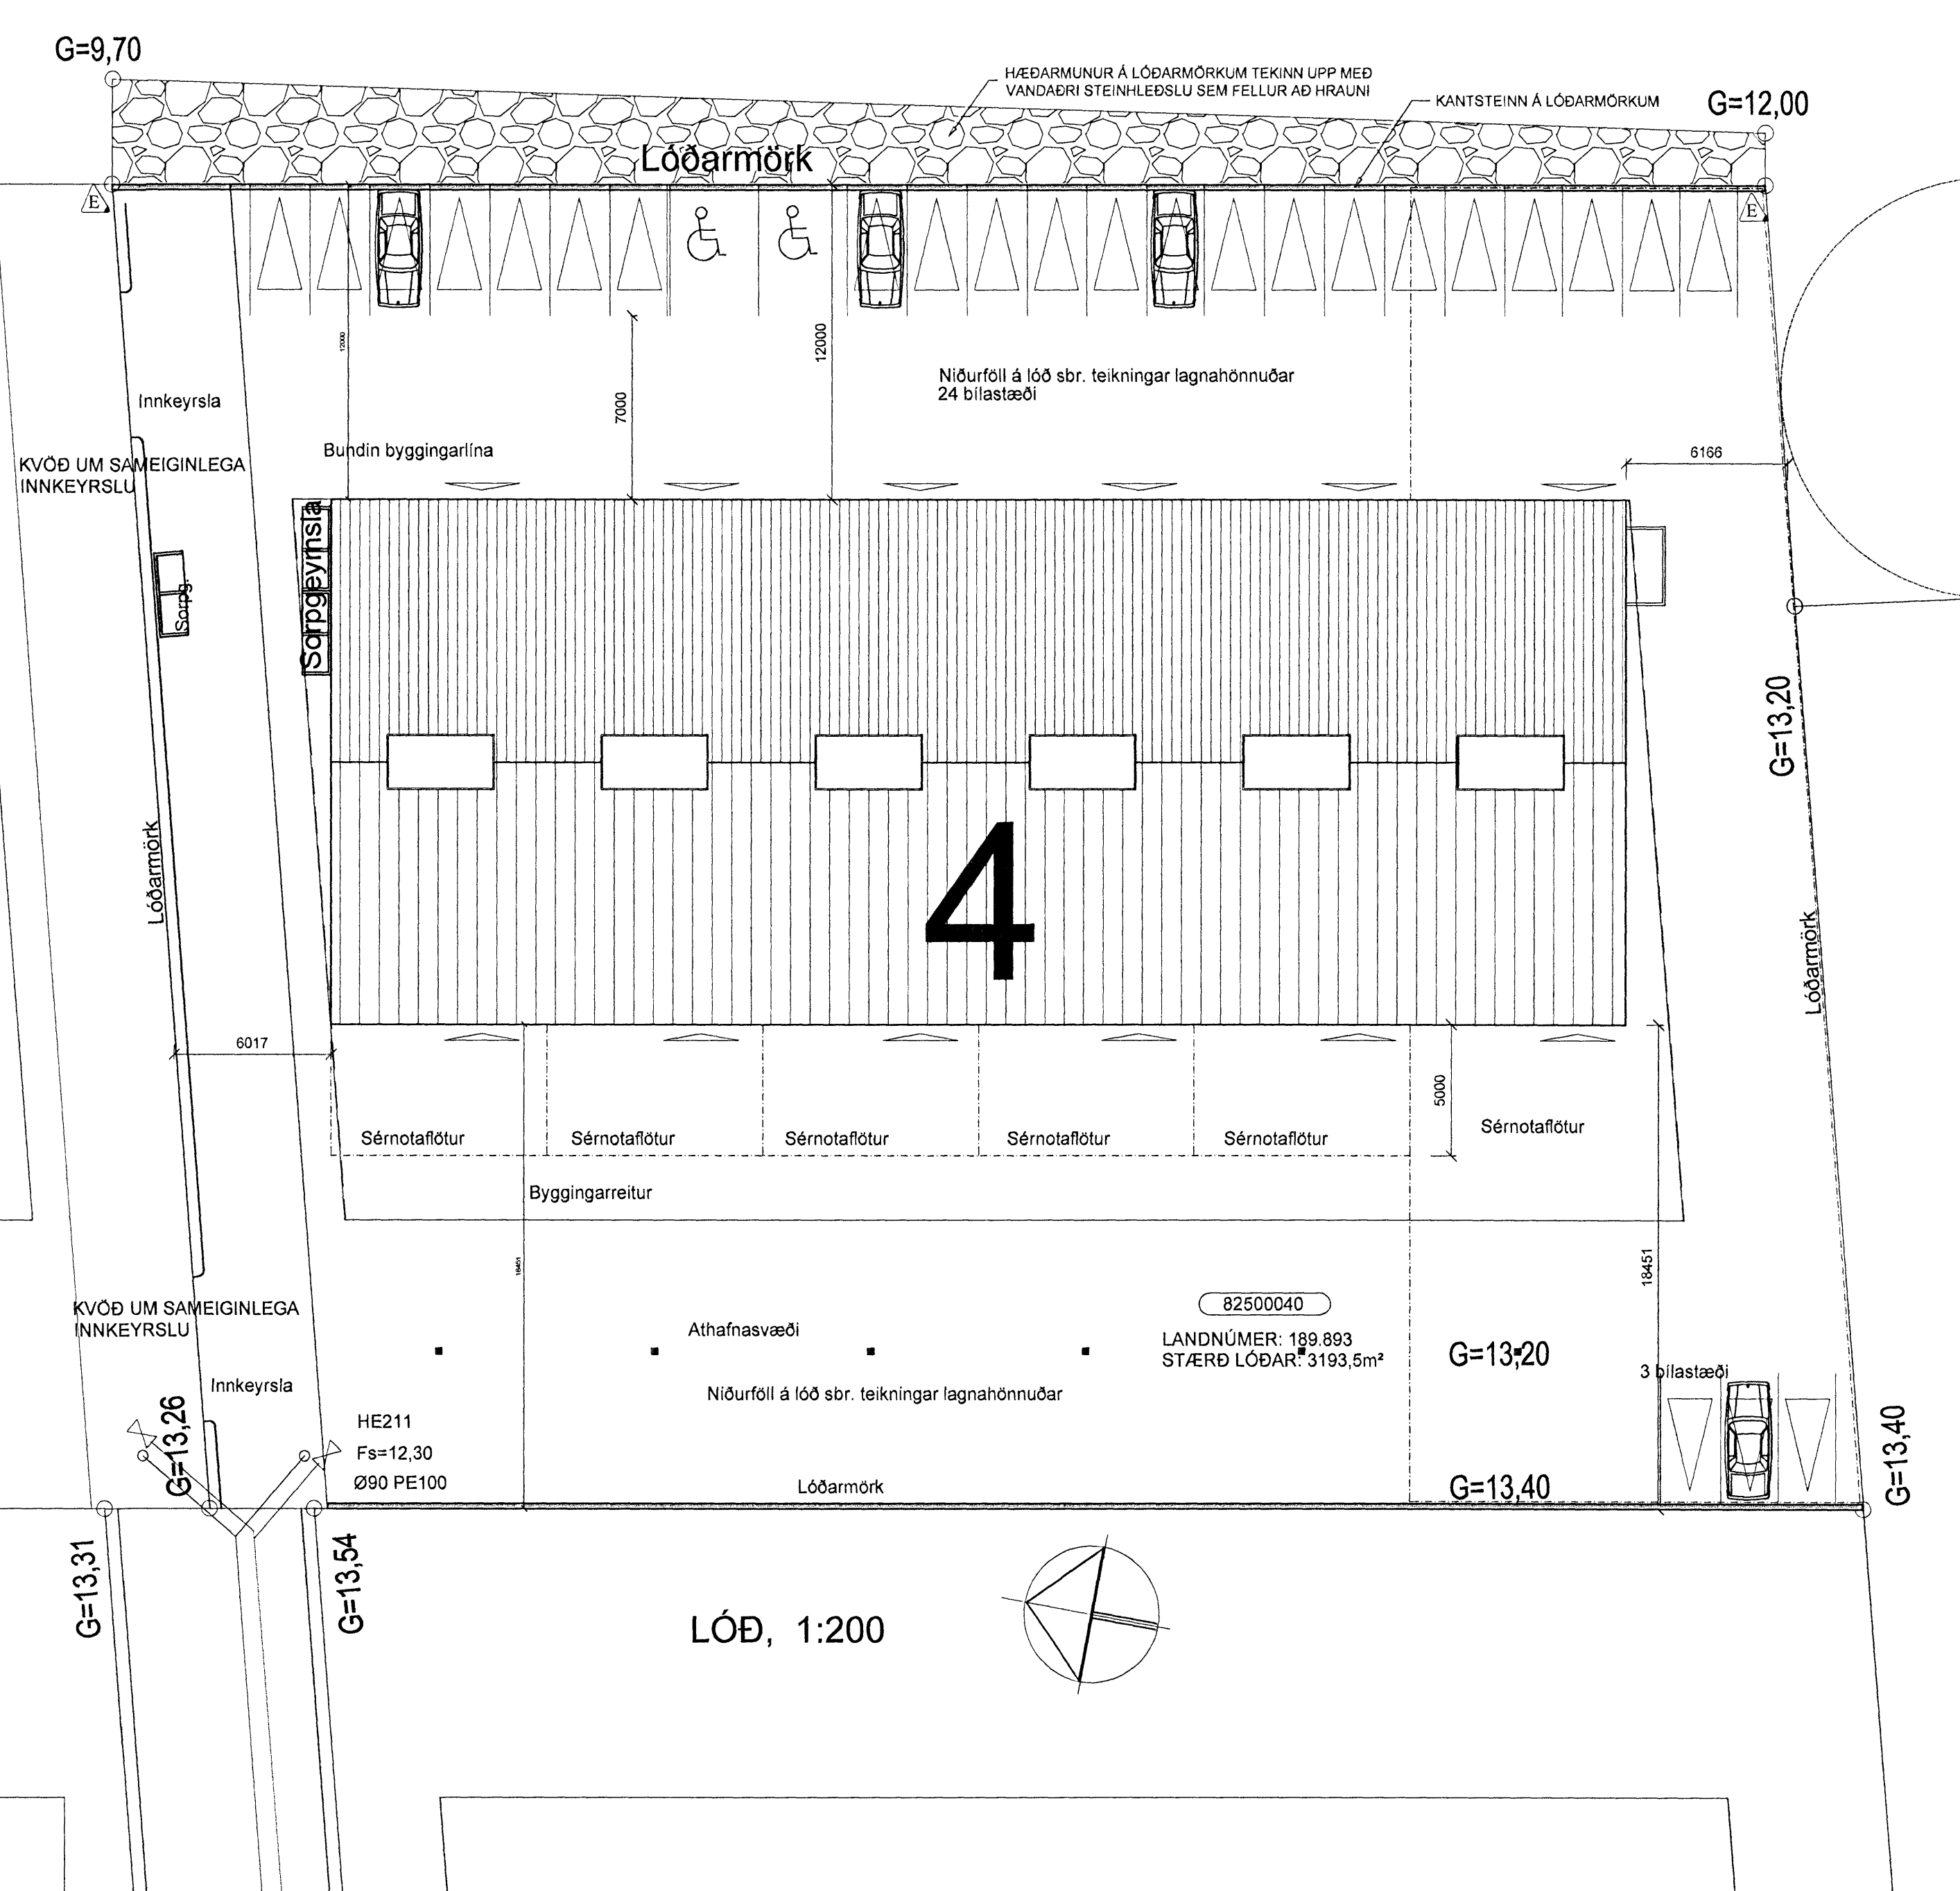 G=9,70
HÆÐARMUNUR Á LÓÐARMÖRKUM TEKINN UPP MEÐ
VANDAÐRI STEINHLEÐSLU SEM FELLUR AÐ HRAUNI
KANTSTEINN Á LÓÐARMÖRKUM
G=12,00
Lóðarmörk
E
E
12000
12000
7000
Niðurföll á lóð sbr. teikningar lagnahönnuðar
24 bílastæði
Innkeyrsla
Bundin byggingarlína
KVÖÐ UM SAMEIGINLEGA
INNKEYRSLU
6166
Sorpgeymsla
Sorpg.
G=13,20
4
Lóðarmörk
Lóðarmörk
6017
5000
Sérnotaflötur
Sérnotaflötur
Sérnotaflötur
Sérnotaflötur
Sérnotaflötur
Sérnotaflötur
Byggingarreitur
18451
18451
KVÖÐ UM SAMEIGINLEGA
INNKEYRSLU
82500040
Athafnasvæði
LANDNÚMER: 189.893
STÆRÐ LÓÐAR: 3193,5m²
G=13,20
3 bílastæði
Innkeyrsla
Niðurföll á lóð sbr. teikningar lagnahönnuðar
G=13,26
HE211
Fs=12,30
Ø90 PE100
Lóðarmörk
G=13,40
G=13,40
G=13,31
G=13,54
LÓÐ, 1:200